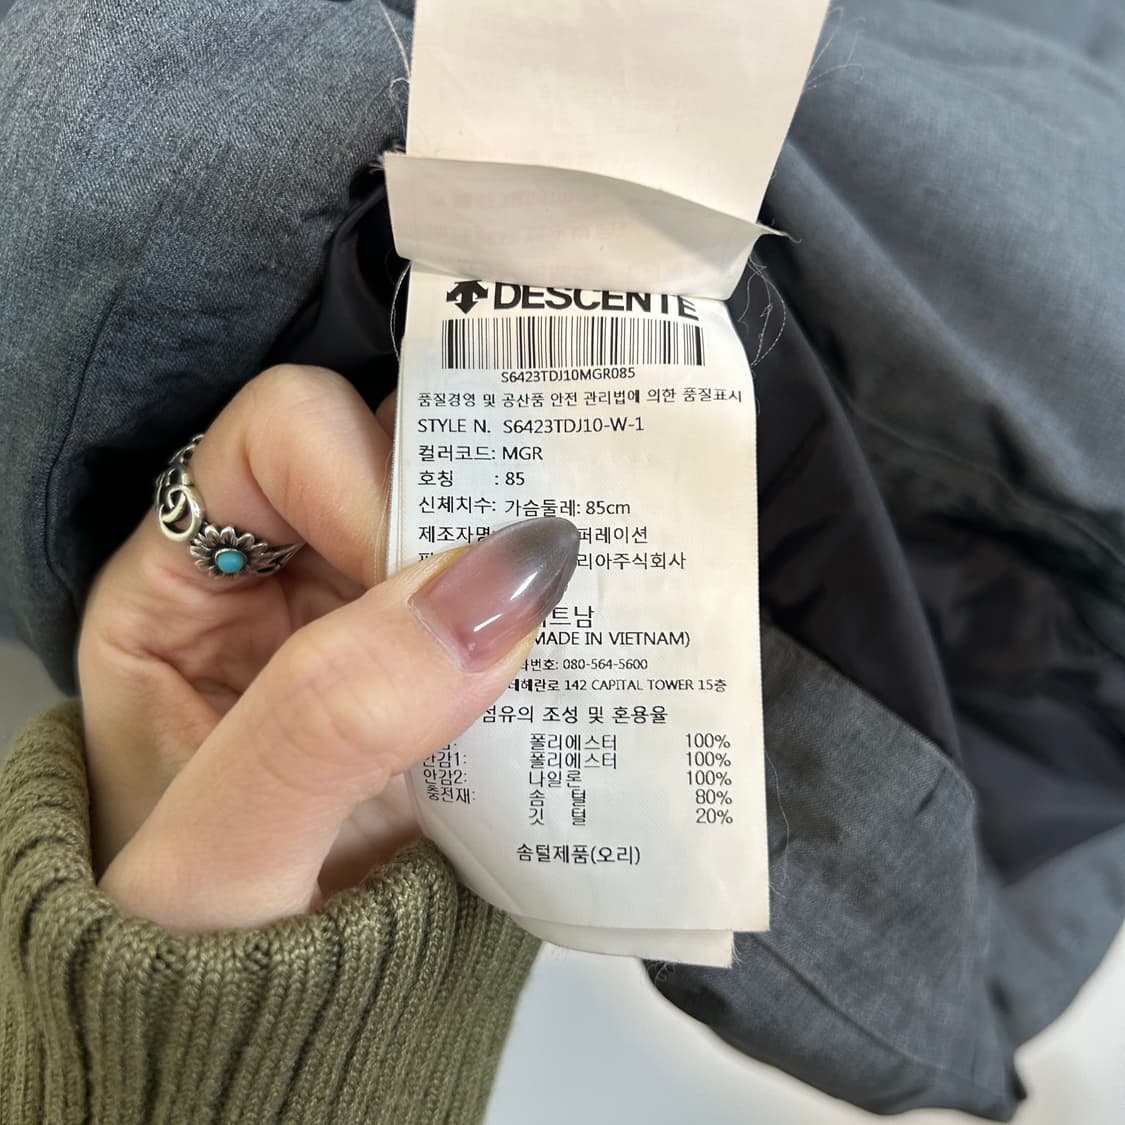 DESCENTE
S6423TDJ10MGR085
품질경영 및 공산품 안전 관리법에 의한 품질표시
STYLE N. S6423TDJ10-W-1
컬러코드: MGR
호칭 : 85
신체치수: 가슴둘레: 85cm
제조자명 퍼레이션
리아주식회사
트남
(MADE IN VIETNAM)
번호: 080-564-5600
테헤란로 142 CAPITAL TOWER 15층
섬유의 조성 및 혼용율
폴리에스터 100%
안감1: 폴리에스터 100%
안감2: 나일론 100%
충전재: 솜 털 80%
깃 털 20%
솜털제품(오리)